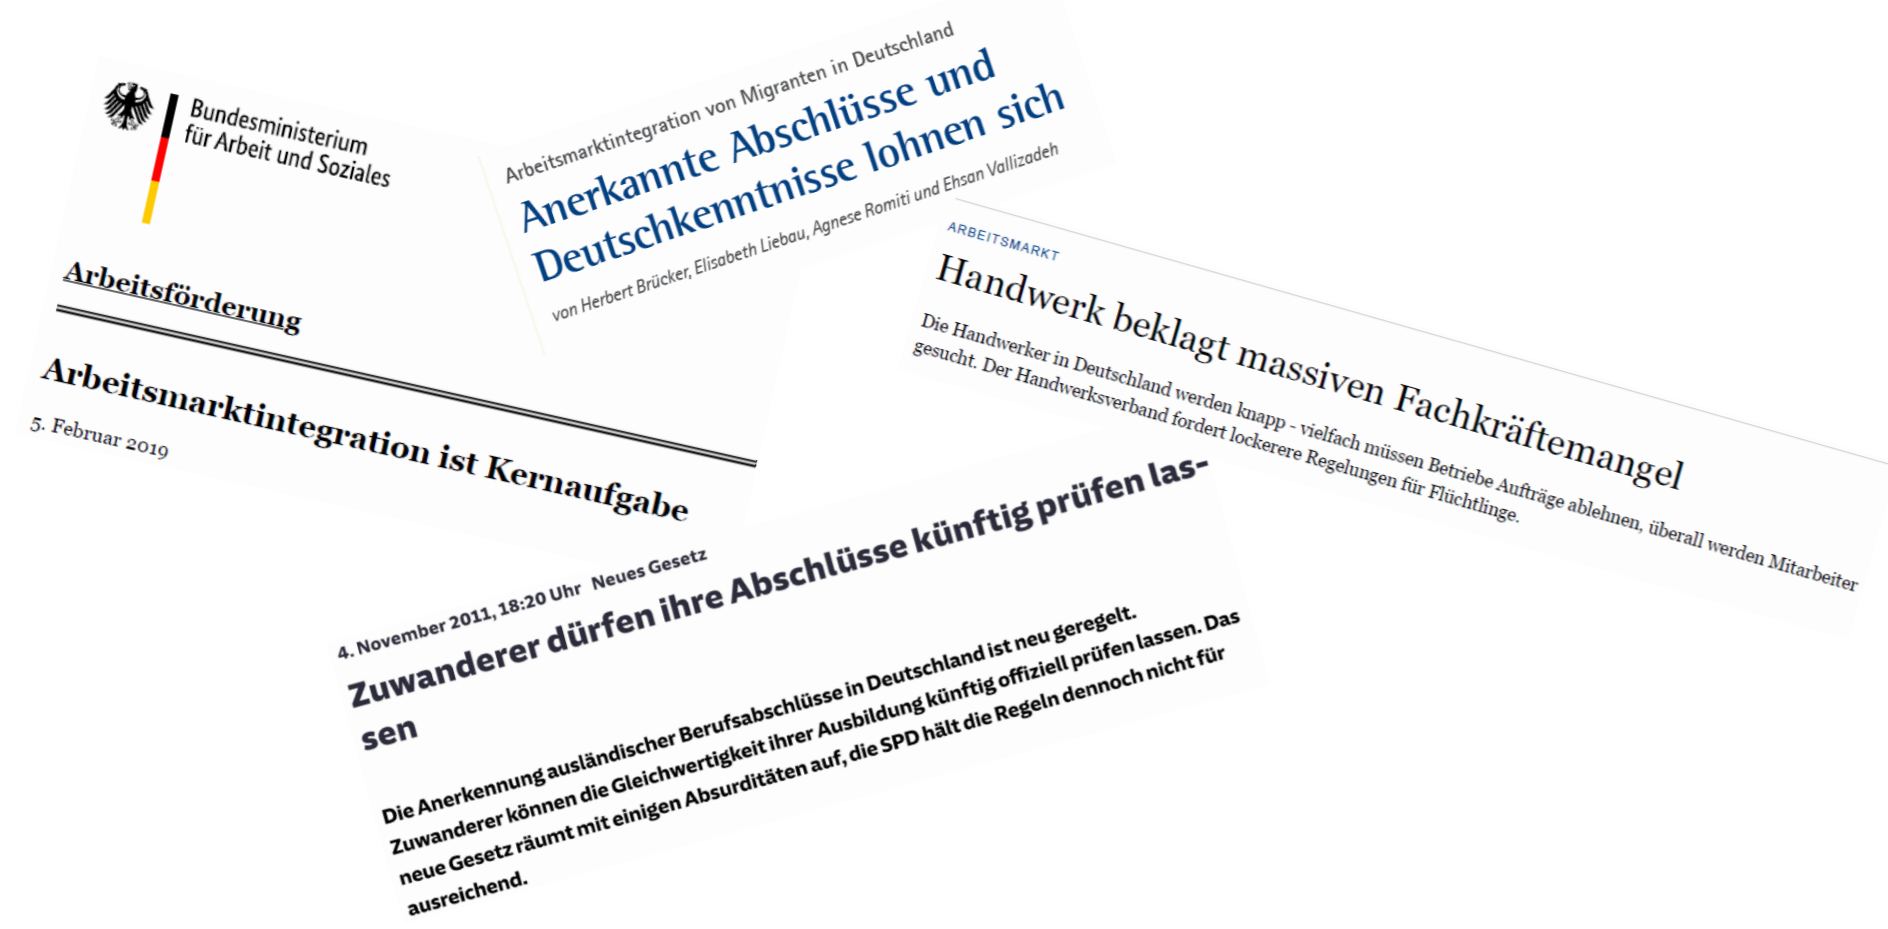 Bundesministerium
für Arbeit und Soziales
Arbeitsförderung
Arbeitsmarktintegration ist Kernaufgabe
5. Februar 2019
Arbeitsmarktintegration von Migranten in Deutschland
Anerkannte Abschlüsse und
Deutschkenntnisse lohnen sich
von Herbert Brücker, Elisabeth Liebau, Agnese Romiti und Ehsan Vallizadeh
ARBEITSMARKT
Handwerk beklagt massiven Fachkräftemangel
Die Handwerker in Deutschland werden knapp - vielfach müssen Betriebe Aufträge ablehnen, überall werden Mitarbeiter
gesucht. Der Handwerksverband fordert lockerere Regelungen für Flüchtlinge.
4. November 2011, 18:20 Uhr Neues Gesetz
Zuwanderer dürfen ihre Abschlüsse künftig prüfen las-
sen
Die Anerkennung ausländischer Berufsabschlüsse in Deutschland ist neu geregelt.
Zuwanderer können die Gleichwertigkeit ihrer Ausbildung künftig offiziell prüfen lassen. Das
neue Gesetz räumt mit einigen Absurditäten auf, die SPD hält die Regeln dennoch nicht für
ausreichend.